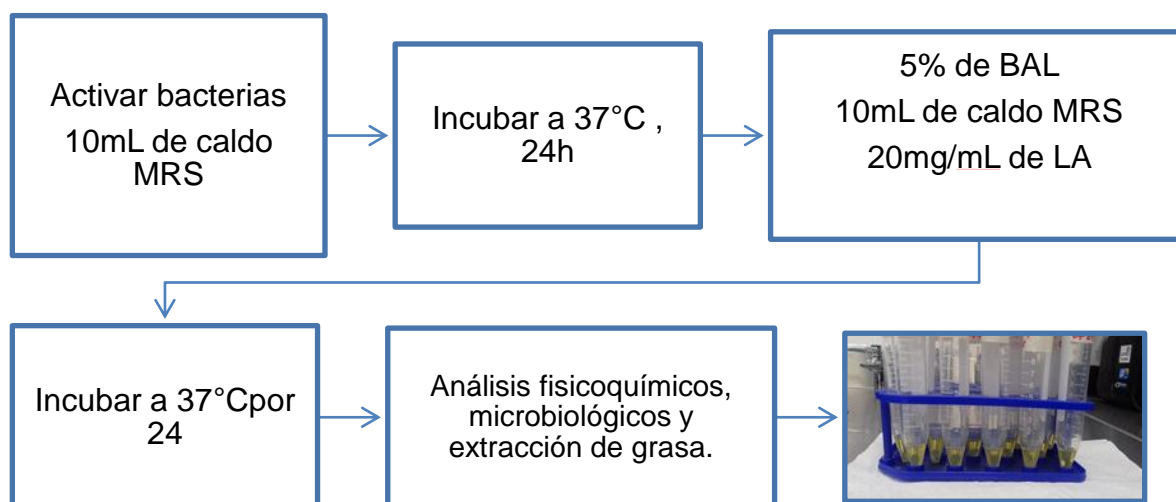 Activar bacterias
10mL de caldo
MRS
Incubar a 37°C ,
24h
5% de BAL
10mL de caldo MRS
20mg/mL de LA
Incubar a 37°Cpor
24
Análisis fisicoquímicos,
microbiológicos y
extracción de grasa.